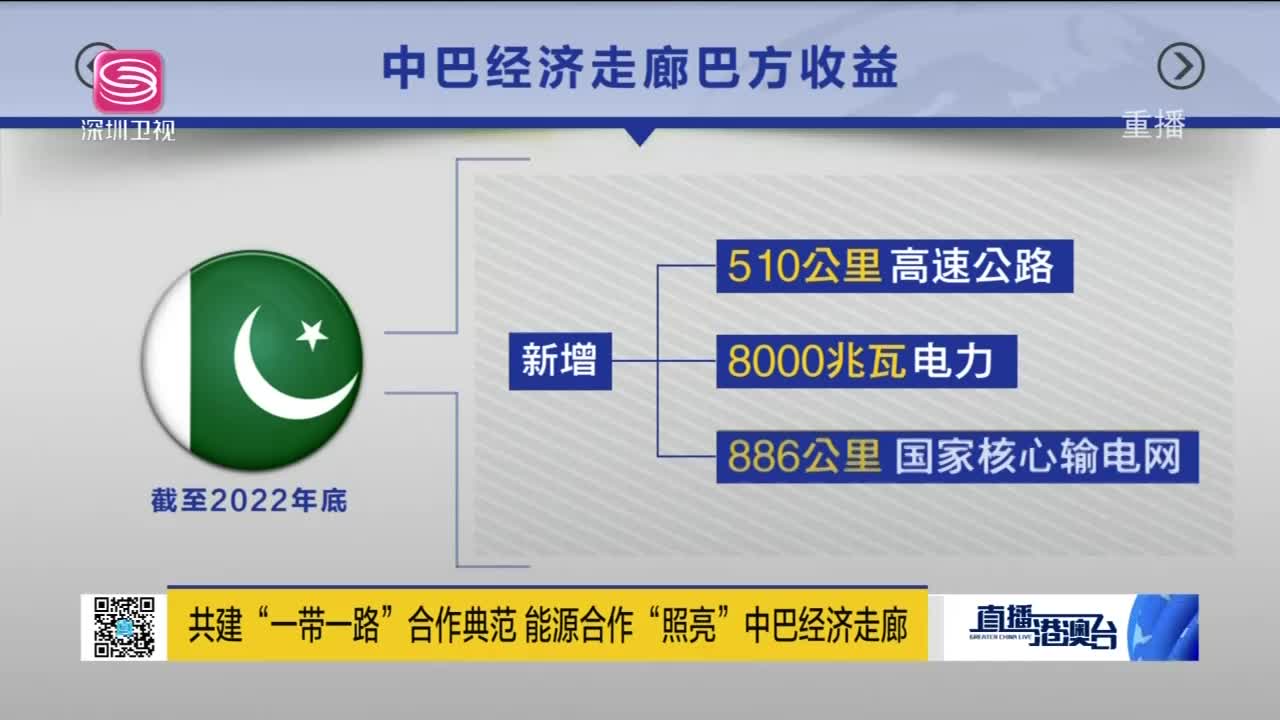 中巴经济走廊巴方收益
深圳卫视
重播
510公里高速公路
新增
8000兆瓦电力
886公里 国家核心输电网
截至2022年底
共建“一带一路”合作典范 能源合作“照亮”中巴经济走廊
直播港澳台
GREATER CHINA LIVE